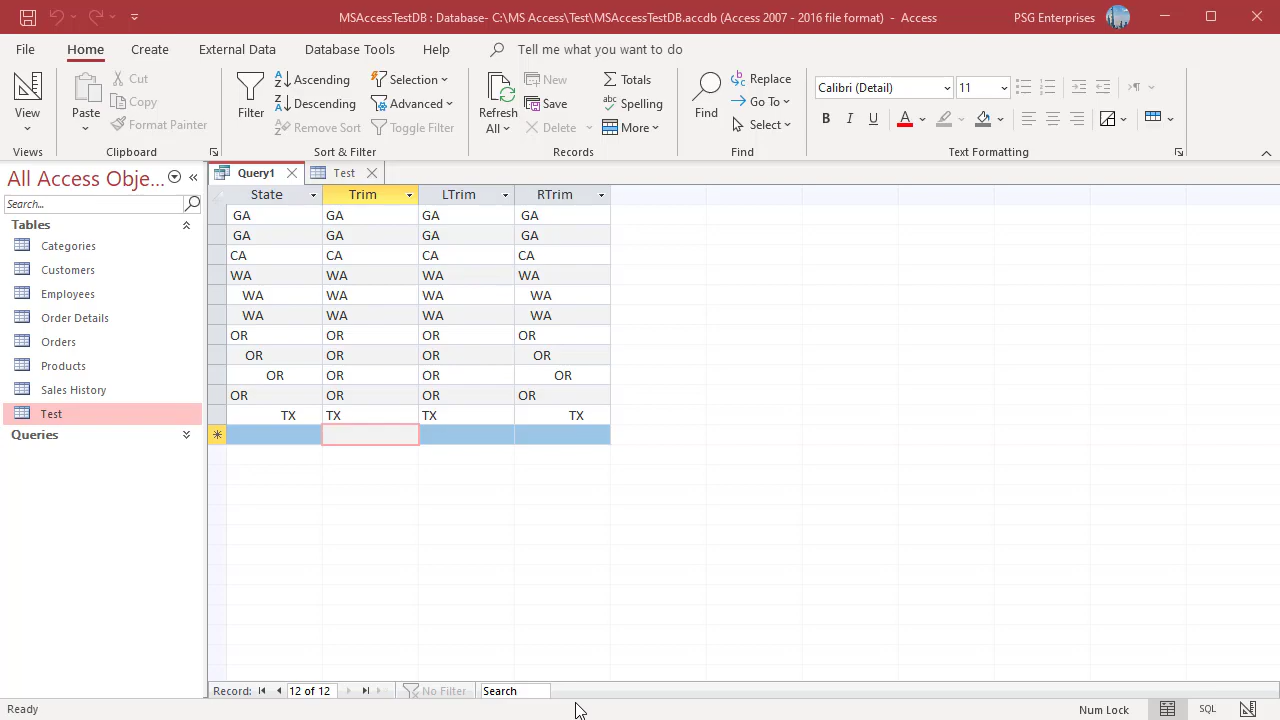 MSAccessTestDB : Database- C:\MS Access\Test\MSAccessTestDB.accdb (Access 2007 - 2016 file format) - Access
PSG Enterprises
File Home Create External Data Database Tools Help Tell me what you want to do
View
Views
Paste
Cut
Copy
Format Painter
Clipboard
Filter
Ascending
Descending
Remove Sort
Selection
Advanced
Toggle Filter
Sort & Filter
Refresh
All
New
Save
Delete
Totals
Spelling
More
Records
Find
Replace
Go To
Select
Find
Calibri (Detail) 11
B I U A
Text Formatting
All Access Obje...
Search...
Tables
Categories
Customers
Employees
Order Details
Orders
Products
Sales History
Test
Queries
Query1 Test
State Trim LTrim RTrim
GA GA GA GA
GA GA GA GA
CA CA CA CA
WA WA WA WA
WA WA WA WA
WA WA WA WA
OR OR OR OR
OR OR OR OR
OR OR OR OR
OR OR OR OR
TX TX TX TX
Record: 12 of 12 No Filter Search
Ready
Num Lock SQL